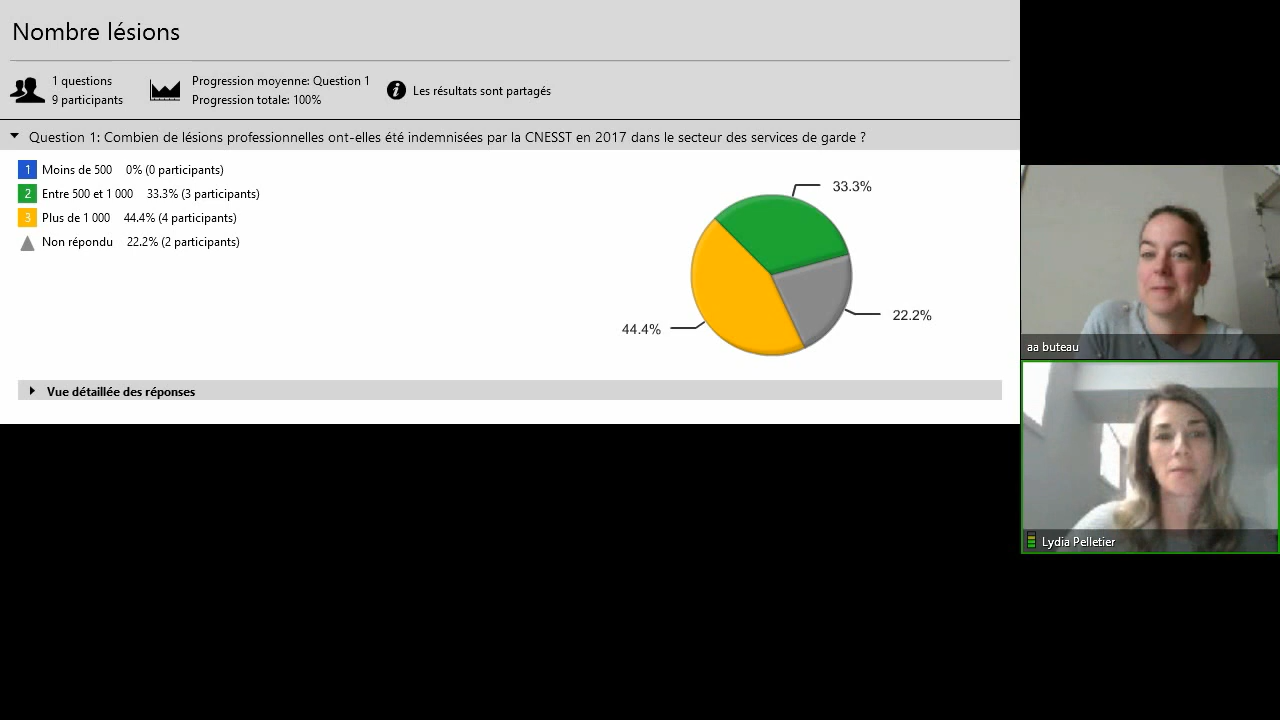 Nombre lésions
1 questions
9 participants
Progression moyenne: Question 1
Progression totale: 100%
Les résultats sont partagés
Question 1: Combien de lésions professionnelles ont-elles été indemnisées par la CNESST en 2017 dans le secteur des services de garde ?
1 Moins de 500 0% (0 participants)
2 Entre 500 et 1 000 33.3% (3 participants)
3 Plus de 1 000 44.4% (4 participants)
Non répondu 22.2% (2 participants)
33.3%
22.2%
44.4%
Vue détaillée des réponses
aa buteau
Lydia Pelletier